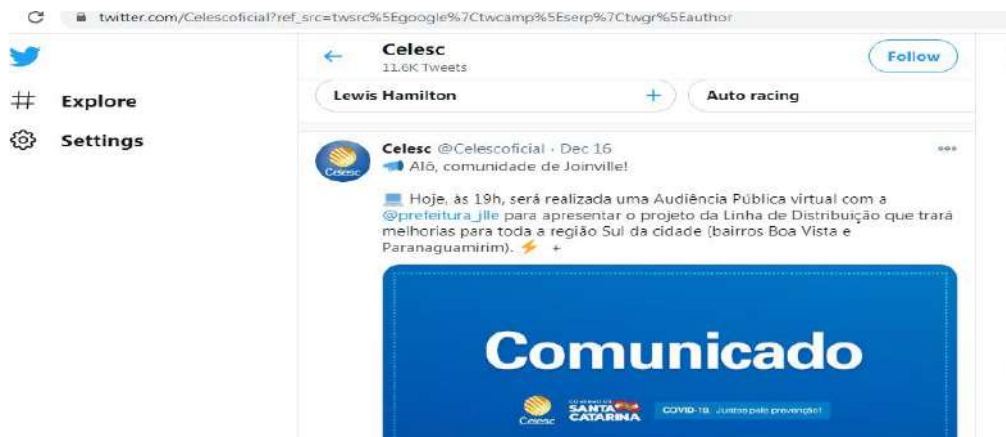 twitter.com/Celescoficial?ref_src=twsrc%5Egoogle%7Ctwcamp%5Eserp%7Ctwgr%5Eauthor
Celesc
11.6K Tweets
Follow
Explore
Settings
Lewis Hamilton +
Auto racing
Celesc @Celescoficial · Dec 16
Alô, comunidade de Joinville!
Hoje, às 19h, será realizada uma Audiência Pública virtual com a
@prefeitura_jlle para apresentar o projeto da Linha de Distribuição que trará
melhorias para toda a região Sul da cidade (bairros Boa Vista e
Paranaguamirim). +
Comunicado
Celesc
GOVERNO DE
SANTA
CATARINA
COVID-19. Juntos pela prevenção!